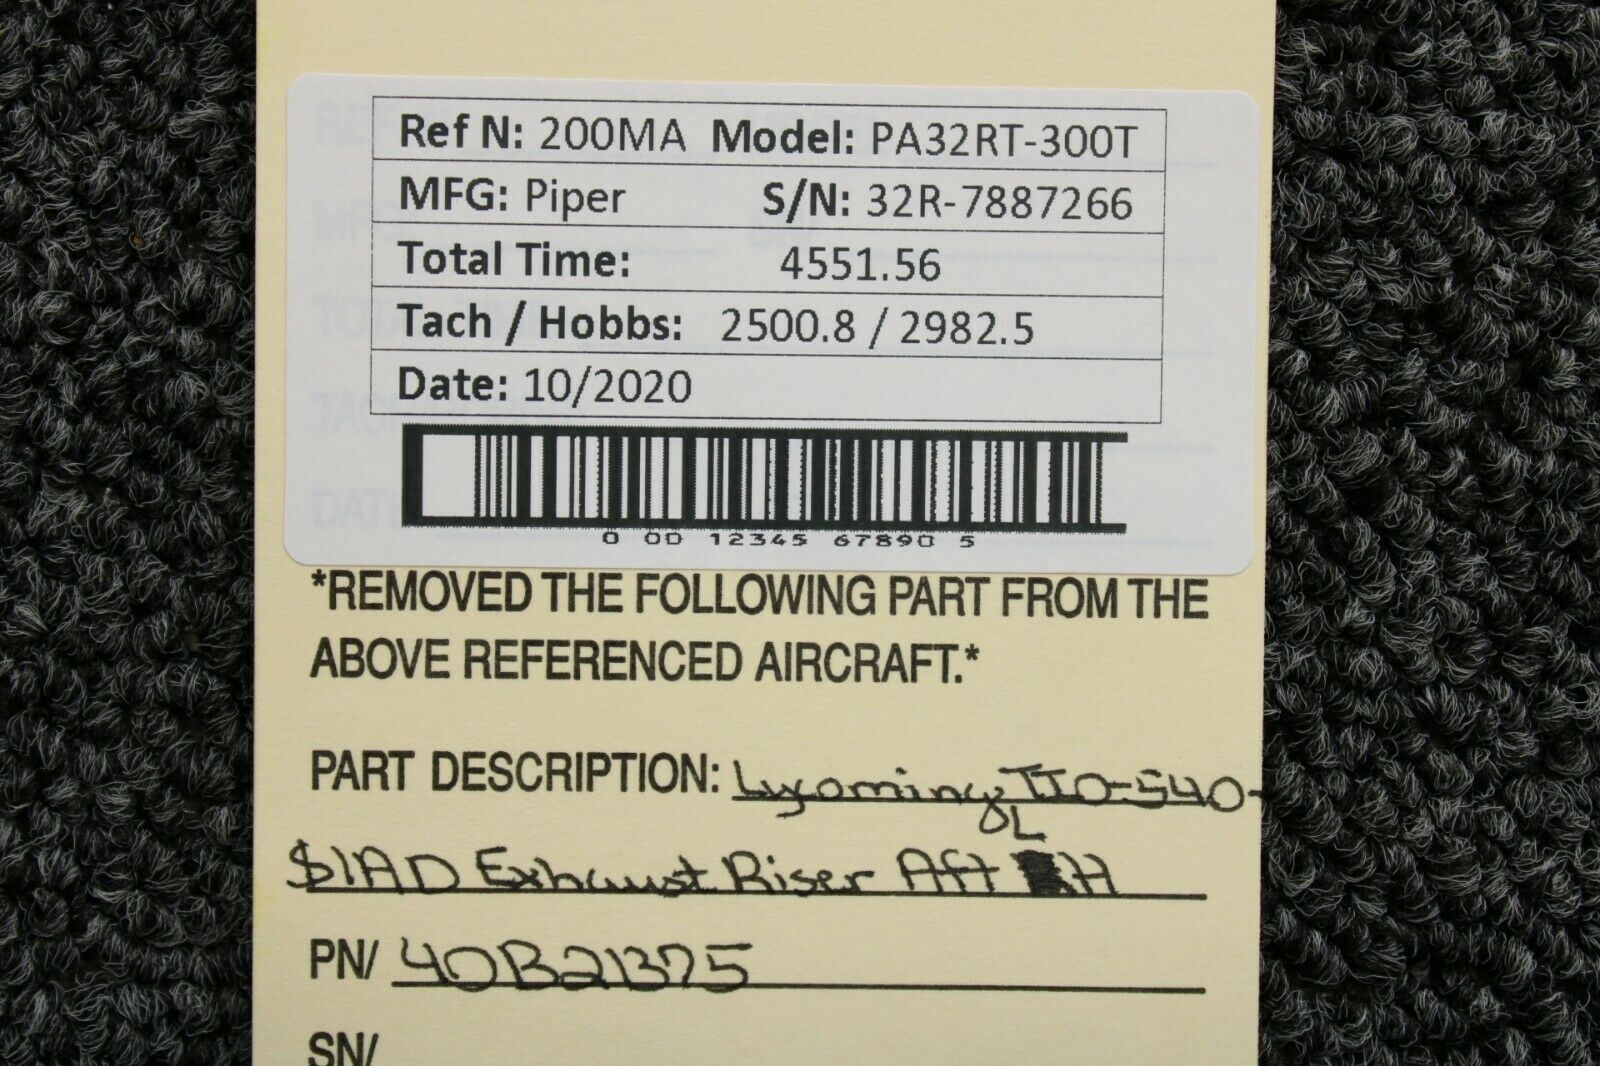 Ref N: 200MA Model: PA32RT-300T
MFG: Piper S/N: 32R-7887266
Total Time: 4551.56
Tach / Hobbs: 2500.8 / 2982.5
Date: 10/2020
0 00 12345 67890 5
*REMOVED THE FOLLOWING PART FROM THE
ABOVE REFERENCED AIRCRAFT.*
PART DESCRIPTION: Lycoming TIO-540-
S1AD Exhaust Riser Aft LH
PN/ 40B21375
SN/